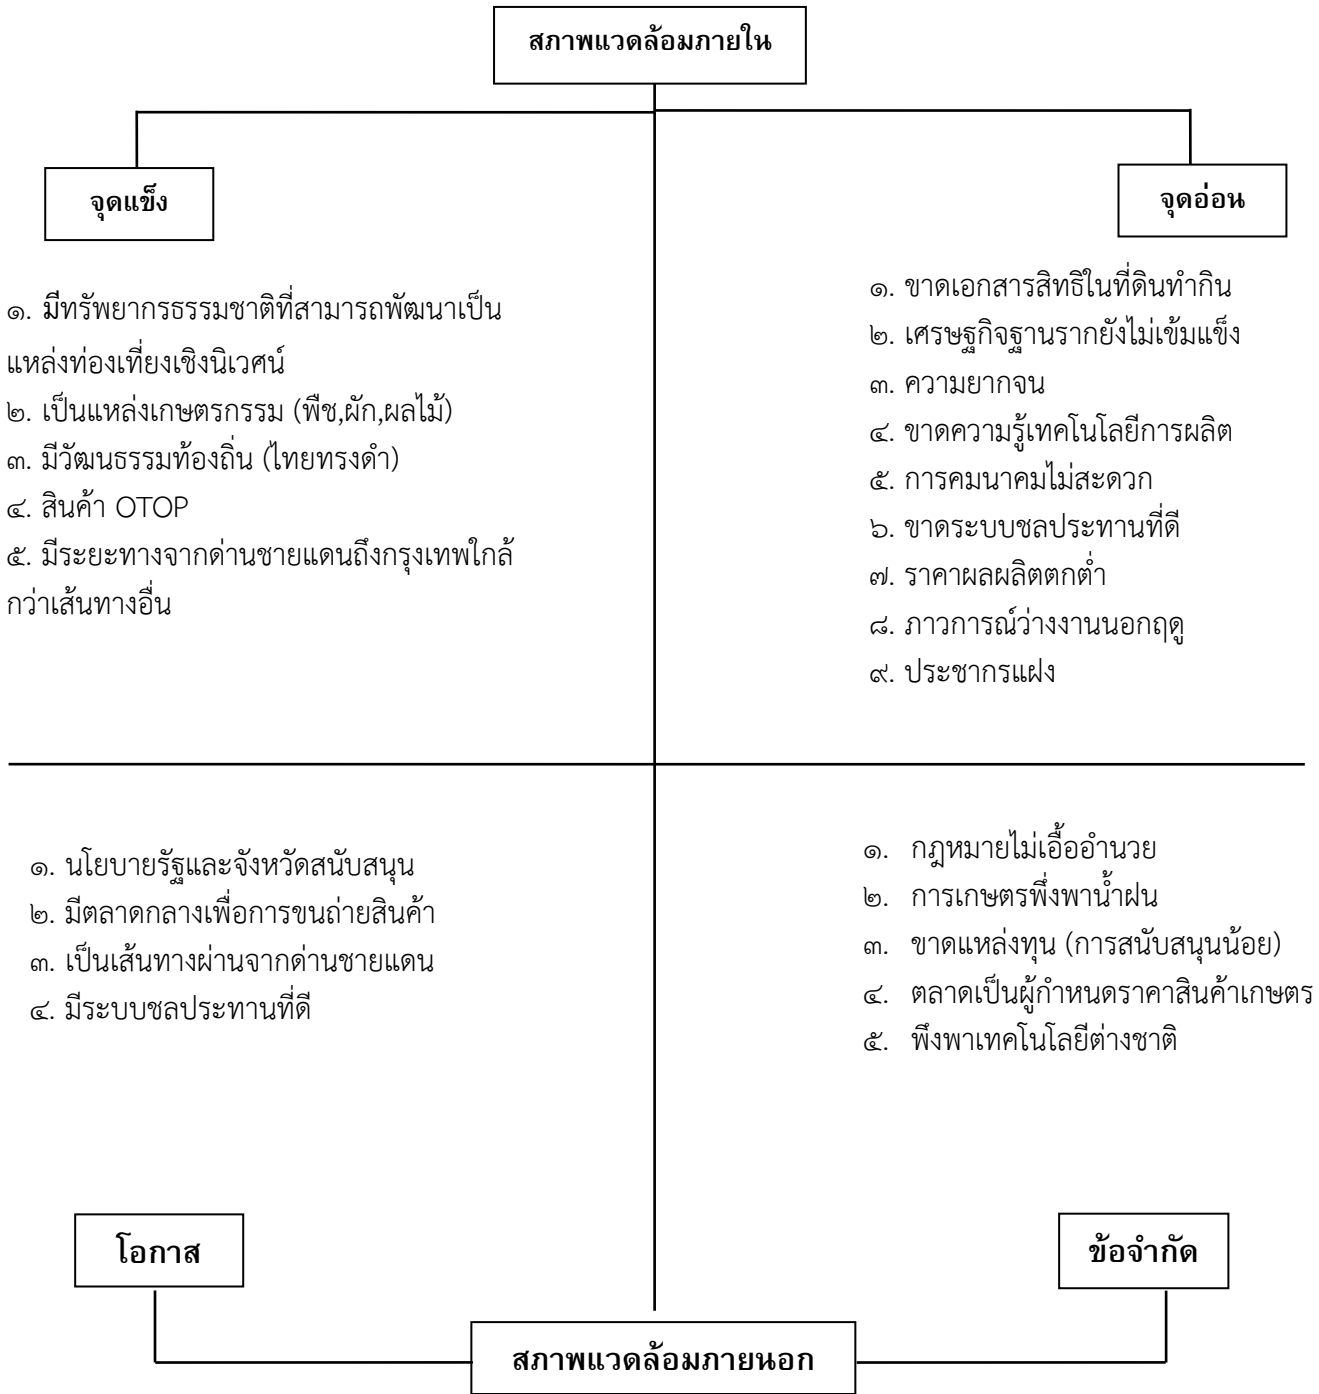 สภาพแวดล้อมภายใน
จุดแข็ง
๑. มีทรัพยากรธรรมชาติที่สามารถพัฒนาเป็น
แหล่งท่องเที่ยงเชิงนิเวศน์
๒. เป็นแหล่งเกษตรกรรม (พืช,ผัก,ผลไม้)
๓. มีวัฒนธรรมท้องถิ่น (ไทยทรงดำ)
๔. สินค้า OTOP
๕. มีระยะทางจากด่านชายแดนถึงกรุงเทพใกล้
กว่าเส้นทางอื่น
จุดอ่อน
๑. ขาดเอกสารสิทธิในที่ดินทำกิน
๒. เศรษฐกิจฐานรากยังไม่เข้มแข็ง
๓. ความยากจน
๔. ขาดความรู้เทคโนโลยีการผลิต
๕. การคมนาคมไม่สะดวก
๖. ขาดระบบชลประทานที่ดี
๗. ราคาผลผลิตตกต่ำ
๘. ภาวการณ์ว่างงานนอกฤดู
๙. ประชากรแฝง
๑. นโยบายรัฐและจังหวัดสนับสนุน
๒. มีตลาดกลางเพื่อการขนถ่ายสินค้า
๓. เป็นเส้นทางผ่านจากด่านชายแดน
๔. มีระบบชลประทานที่ดี
โอกาส
๑. กฎหมายไม่เอื้ออำนวย
๒. การเกษตรพึ่งพาน้ำฝน
๓. ขาดแหล่งทุน (การสนับสนุนน้อย)
๔. ตลาดเป็นผู้กำหนดราคาสินค้าเกษตร
๕. พึงพาเทคโนโลยีต่างชาติ
ข้อจำกัด
สภาพแวดล้อมภายนอก